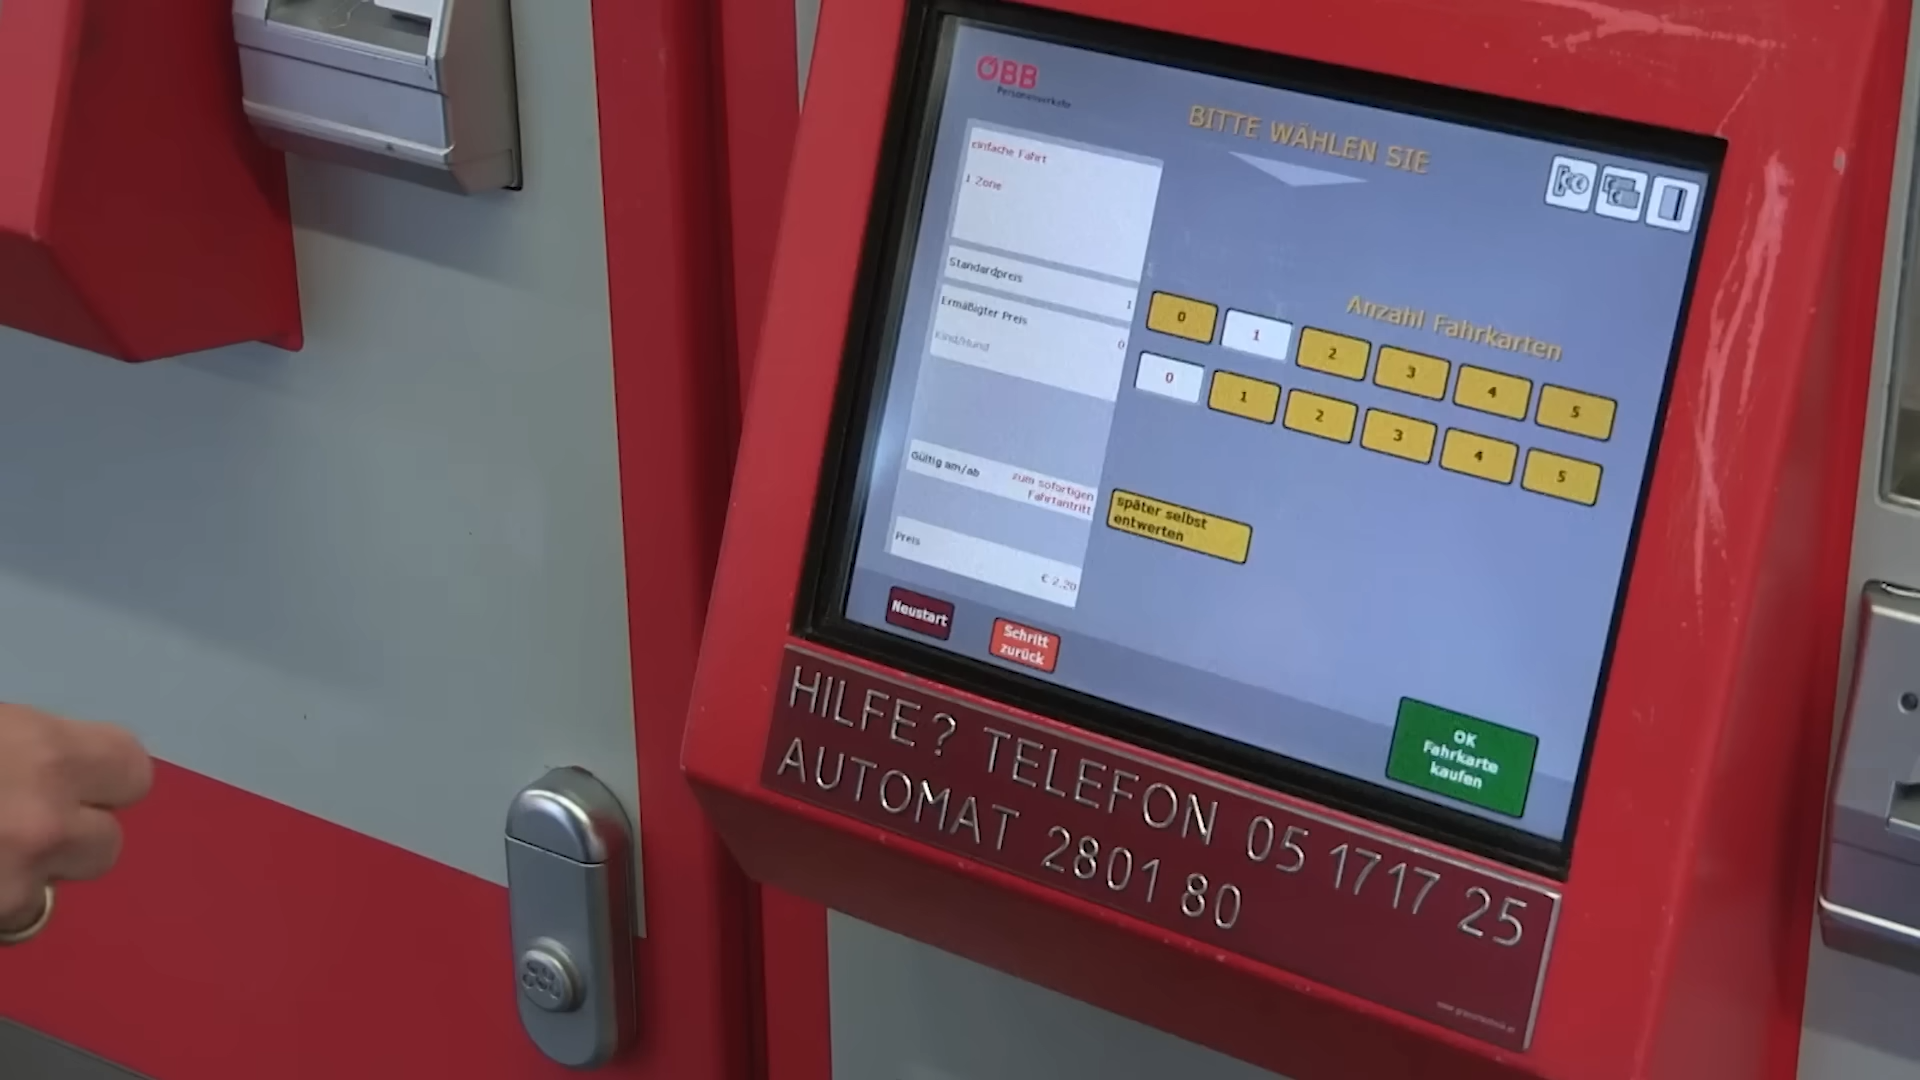 ÖBB
Personenverkehr
BITTE WÄHLEN SIE
einfache Fahrt
1 Zone
Standardpreis
1
Ermäßigter Preis
0
Kind/Hund
Anzahl Fahrkarten
0 1 2 3 4 5
0 1 2 3 4 5
Gültig am/ab
zum sofortigen
Fahrtantritt
später selbst
entwerten
Preis
€ 2,20
Neustart
Schritt
zurück
OK
Fahrkarte
kaufen
HILFE? TELEFON 05 1717 25
AUTOMAT 2801 80